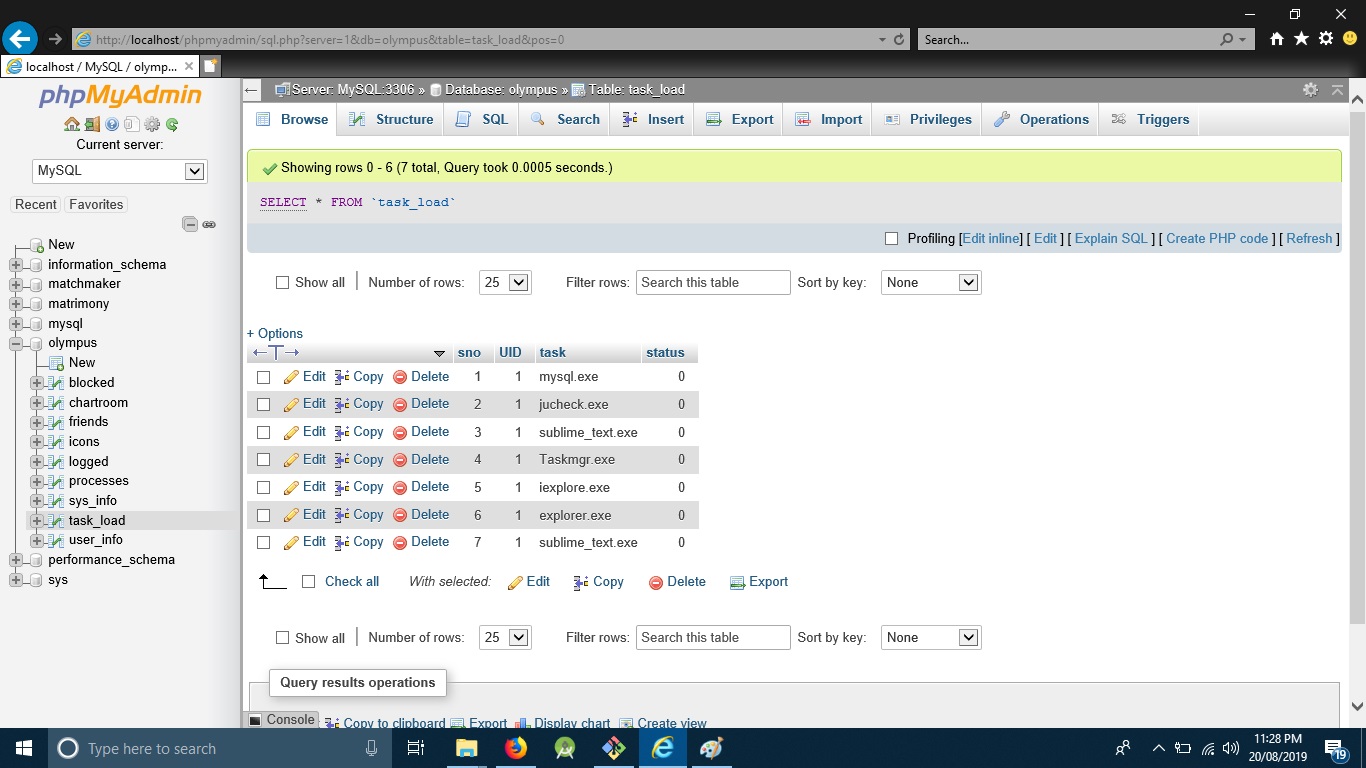 http://localhost/phpmyadmin/sql.php?server=1&db=olympus&table=task_load&pos=0
Search...
localhost / MySQL / olymp...
phpMyAdmin
Current server:
MySQL
Recent Favorites
New
information_schema
matchmaker
matrimony
mysql
olympus
New
blocked
chartroom
friends
icons
logged
processes
sys_info
task_load
user_info
performance_schema
sys
Server: MySQL:3306 » Database: olympus » Table: task_load
Browse Structure SQL Search Insert Export Import Privileges Operations Triggers
Showing rows 0 - 6 (7 total, Query took 0.0005 seconds.)
SELECT * FROM `task_load`
Profiling [Edit inline] [ Edit ] [ Explain SQL ] [ Create PHP code ] [ Refresh ]
Show all | Number of rows: 25 Filter rows: Search this table Sort by key: None
+ Options
←T→ sno UID task status
Edit Copy Delete 1 1 mysql.exe 0
Edit Copy Delete 2 1 jucheck.exe 0
Edit Copy Delete 3 1 sublime_text.exe 0
Edit Copy Delete 4 1 Taskmgr.exe 0
Edit Copy Delete 5 1 iexplore.exe 0
Edit Copy Delete 6 1 explorer.exe 0
Edit Copy Delete 7 1 sublime_text.exe 0
Check all With selected: Edit Copy Delete Export
Show all | Number of rows: 25 Filter rows: Search this table Sort by key: None
Query results operations
Console Copy to clipboard Export Display chart Create view
Type here to search
11:28 PM
20/08/2019
19